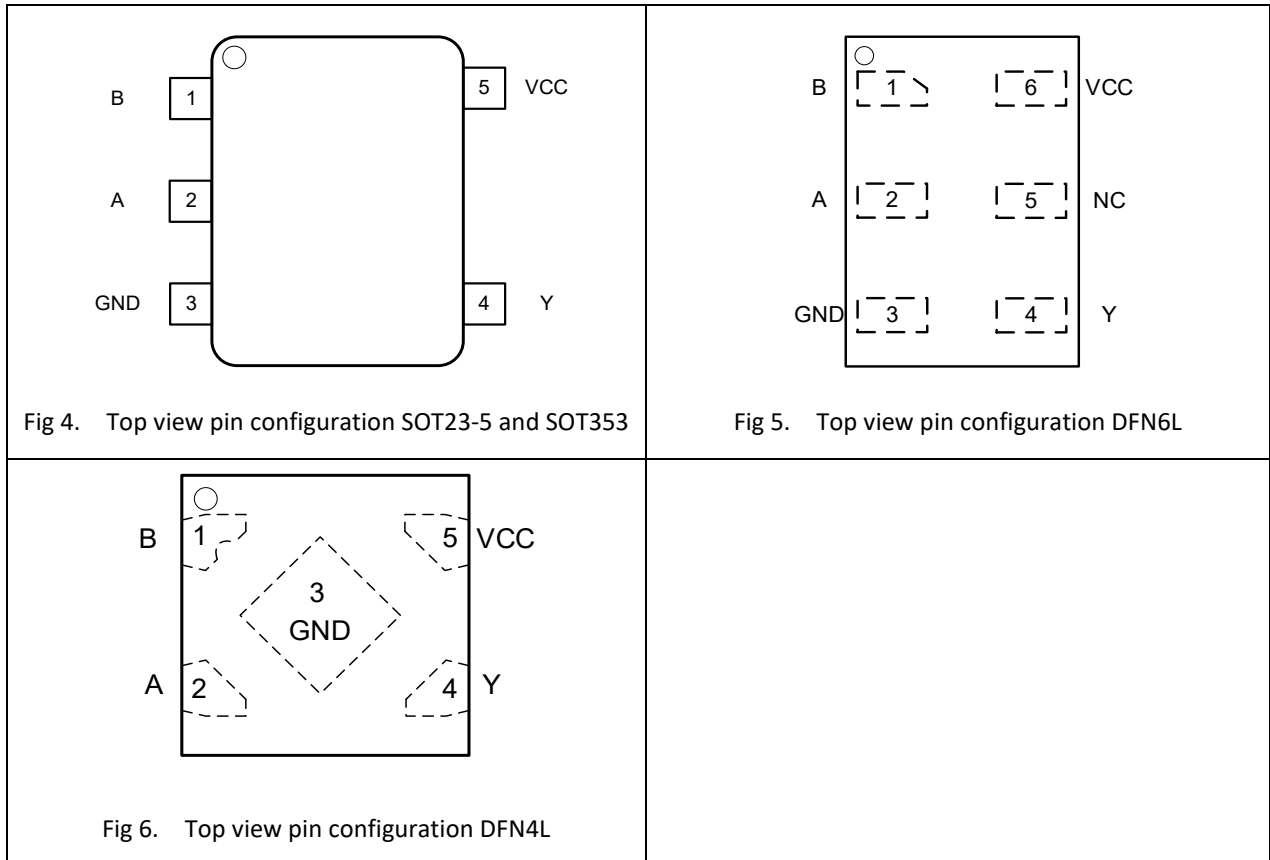 B 1 5 VCC
A 2
GND 3 4 Y
Fig 4. Top view pin configuration SOT23-5 and SOT353
B 1 6 VCC
A 2 5 NC
GND 3 4 Y
Fig 5. Top view pin configuration DFN6L
B 1 5 VCC
3
GND
A 2 4 Y
Fig 6. Top view pin configuration DFN4L